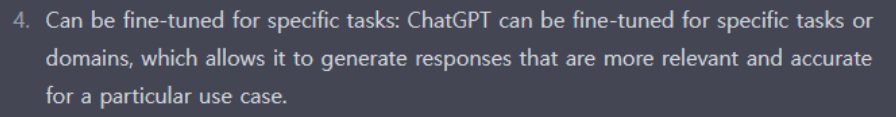 4. Can be fine-tuned for specific tasks: ChatGPT can be fine-tuned for specific tasks or
domains, which allows it to generate responses that are more relevant and accurate
for a particular use case.